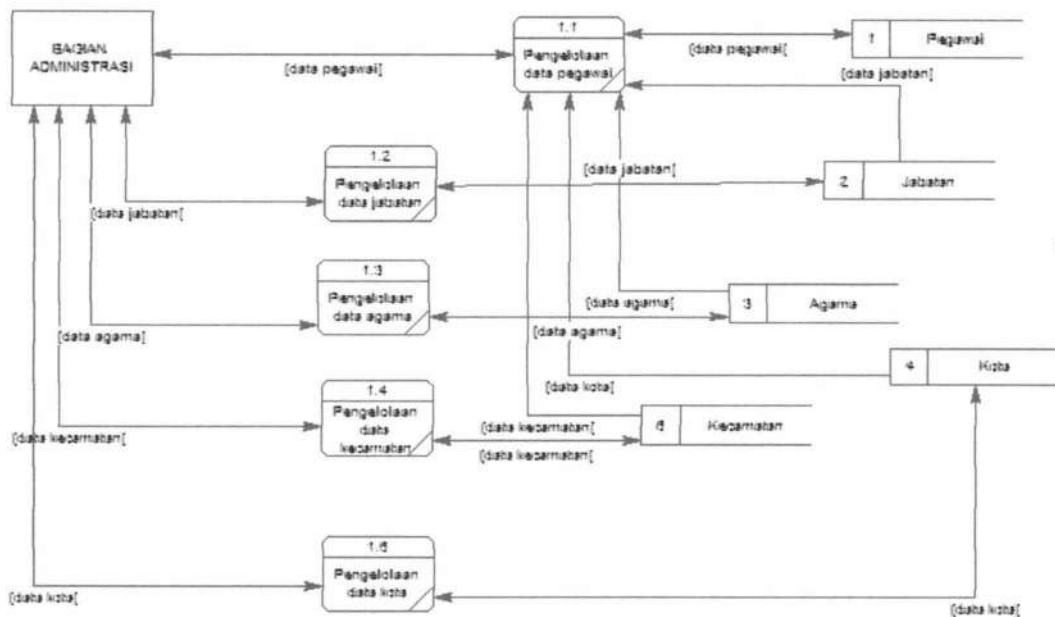 BAGIAN
ADMINISTRASI
[data pegawai[
1.1
Pengelolaan
data pegawai
[data pegawai[
1
Pegawai
[data jabatan[
1.2
Pengelolaan
data jabatan
[data jabatan[
2
Jabatan
[data jabatan[
1.3
Pengelolaan
data agama
[data agama[
3
Agama
[data agama[
[data agama[
4
Kota
[data kota[
1.4
Pengelolaan
data
kecamatan
[data kecamatan[
5
Kecamatan
[data kecamatan[
[data kecamatan[
1.5
Pengelolaan
data kota
[data kota[
[data kota[